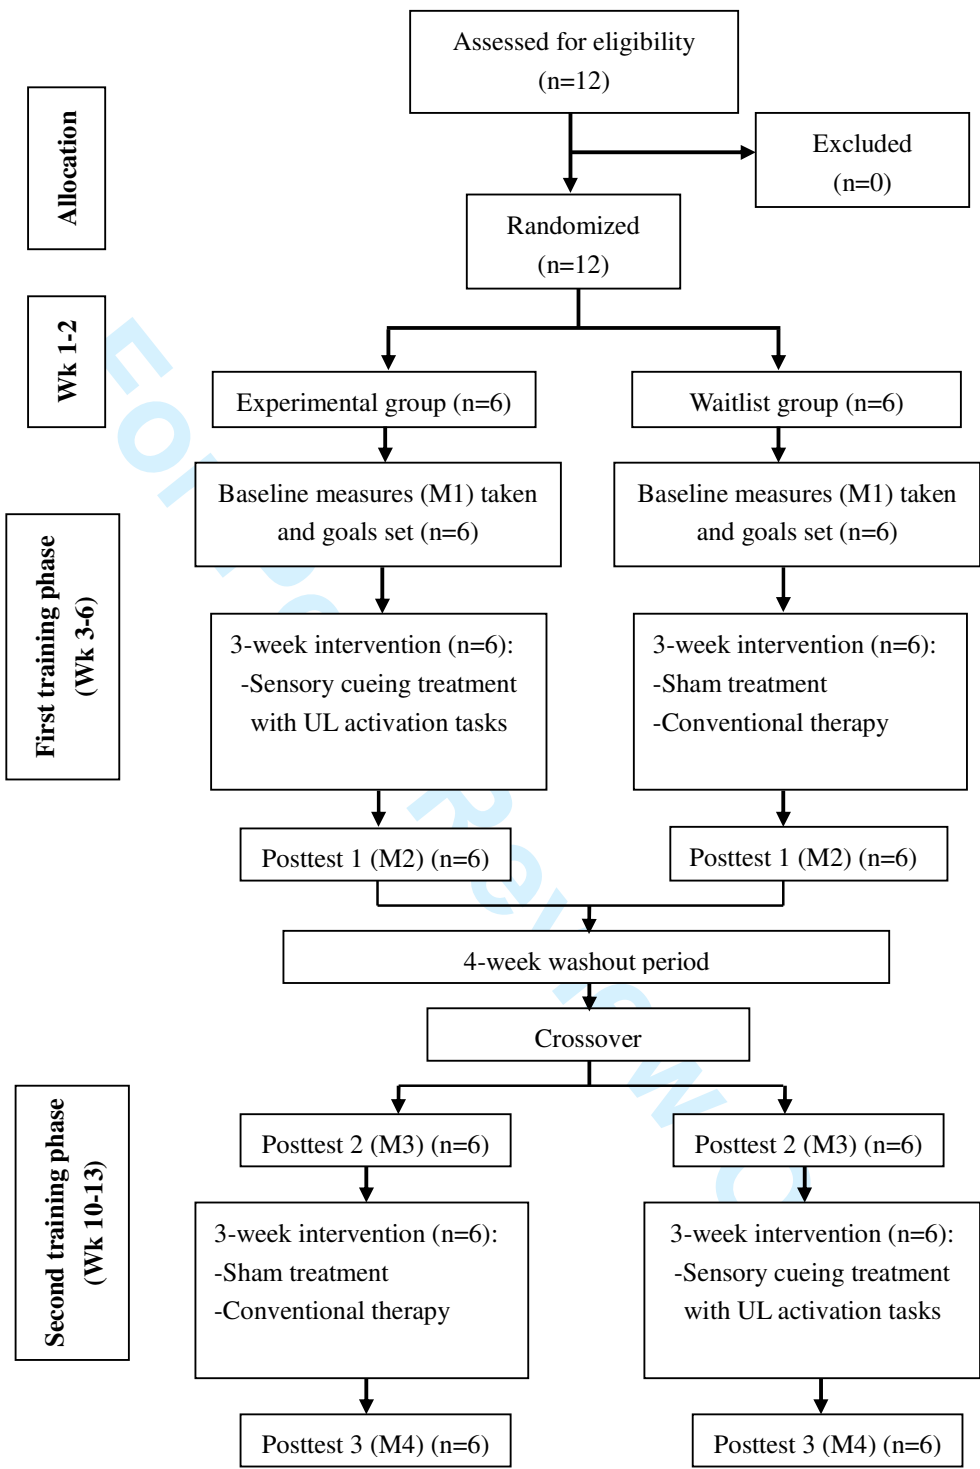 Assessed for eligibility
(n=12)
Excluded
(n=0)
Allocation
Randomized
(n=12)
Wk 1-2
Experimental group (n=6)
Waitlist group (n=6)
Baseline measures (M1) taken
and goals set (n=6)
Baseline measures (M1) taken
and goals set (n=6)
First training phase
(Wk 3-6)
3-week intervention (n=6):
-Sensory cueing treatment
with UL activation tasks
3-week intervention (n=6):
-Sham treatment
-Conventional therapy
Posttest 1 (M2) (n=6)
Posttest 1 (M2) (n=6)
4-week washout period
Crossover
Second training phase
(Wk 10-13)
Posttest 2 (M3) (n=6)
Posttest 2 (M3) (n=6)
3-week intervention (n=6):
-Sham treatment
-Conventional therapy
3-week intervention (n=6):
-Sensory cueing treatment
with UL activation tasks
Posttest 3 (M4) (n=6)
Posttest 3 (M4) (n=6)
For Peer Review